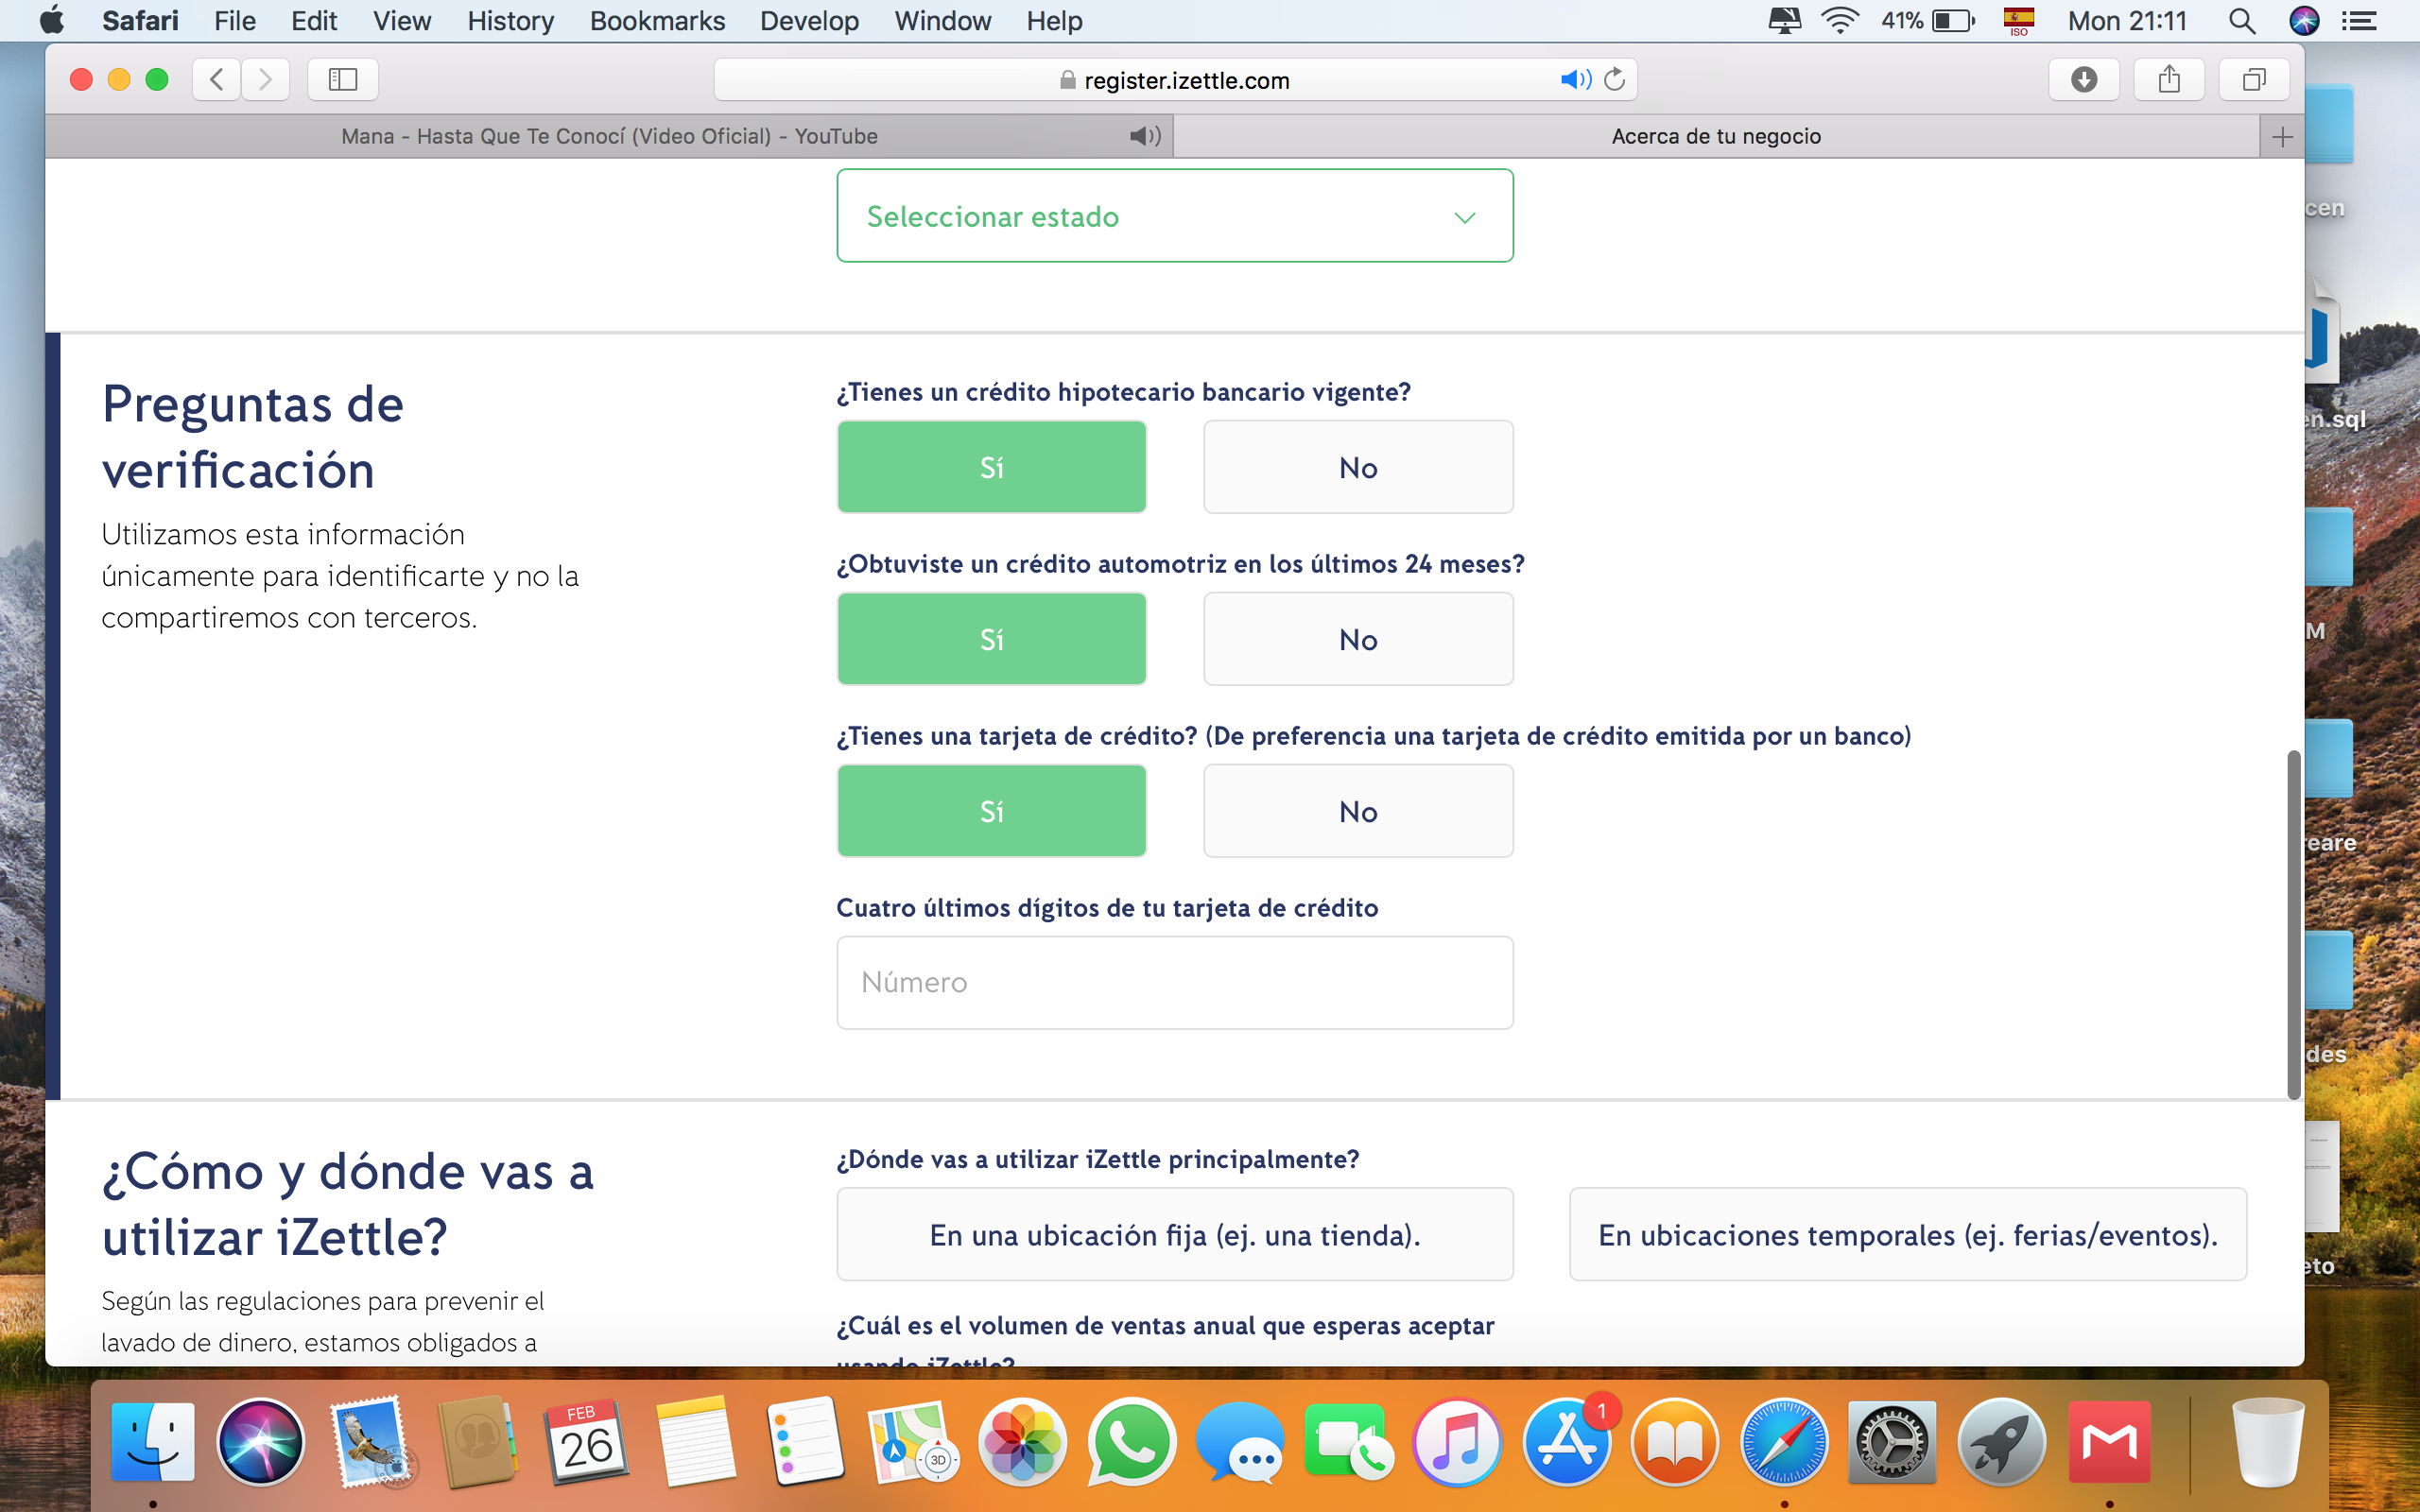 Safari File Edit View History Bookmarks Develop Window Help 41% ISO Mon 21:11
register.izettle.com
Mana - Hasta Que Te Conocí (Video Oficial) - YouTube
Acerca de tu negocio
Seleccionar estado
Preguntas de
verificación
Utilizamos esta información
únicamente para identificarte y no la
compartiremos con terceros.
¿Tienes un crédito hipotecario bancario vigente?
Sí No
¿Obtuviste un crédito automotriz en los últimos 24 meses?
Sí No
¿Tienes una tarjeta de crédito? (De preferencia una tarjeta de crédito emitida por un banco)
Sí No
Cuatro últimos dígitos de tu tarjeta de crédito
Número
¿Cómo y dónde vas a
utilizar iZettle?
Según las regulaciones para prevenir el
lavado de dinero, estamos obligados a
¿Dónde vas a utilizar iZettle principalmente?
En una ubicación fija (ej. una tienda). En ubicaciones temporales (ej. ferias/eventos).
¿Cuál es el volumen de ventas anual que esperas aceptar
usando iZettle?
cen
en.sql
M
reare
des
eto
FEB
26
3D
1